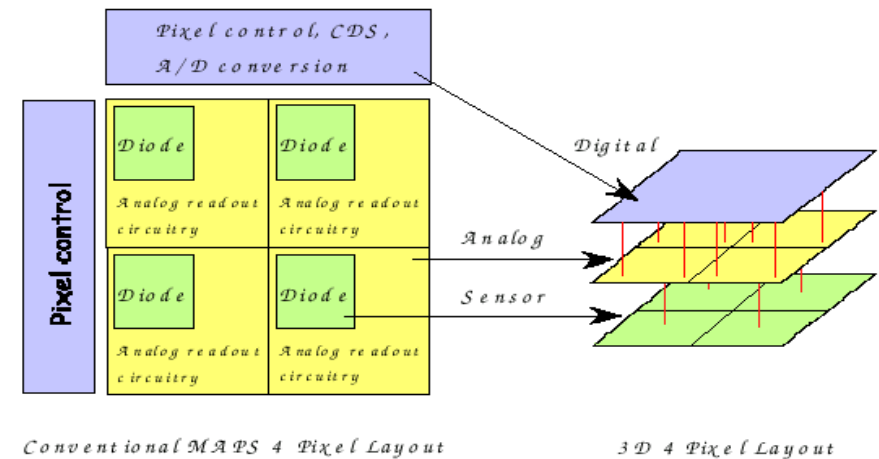 Pixel control, CDS,
A/D conversion
Pixel control
Diode
Diode
Analog readout
circuitry
Analog readout
circuitry
Diode
Diode
Analog readout
circuitry
Analog readout
circuitry
Digital
Analog
Sensor
Conventional MAPS 4 Pixel Layout
3D 4 Pixel Layout